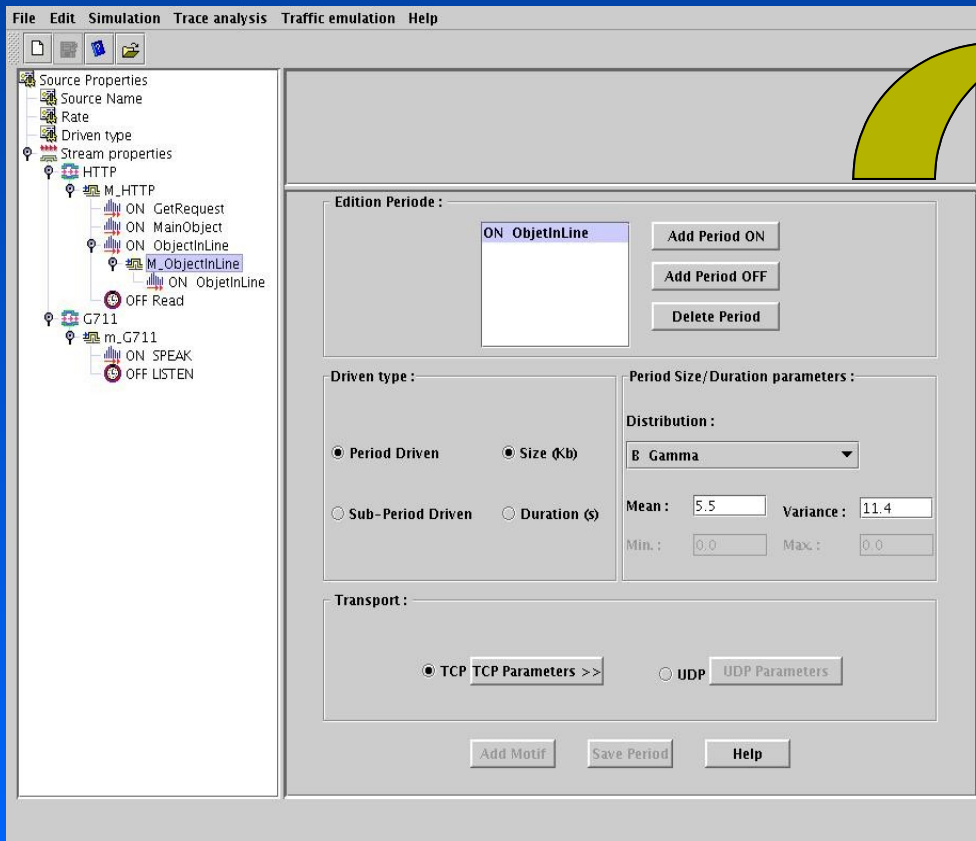 File Edit Simulation Trace analysis Traffic emulation Help
Source Properties
Source Name
Rate
Driven type
Stream properties
HTTP
M_HTTP
ON GetRequest
ON MainObject
ON ObjectInLine
M_ObjectInLine
ON ObjetInLine
OFF Read
G711
m_G711
ON SPEAK
OFF LISTEN
Edition Periode :
ON ObjetInLine
Add Period ON
Add Period OFF
Delete Period
Driven type :
Period Driven
Size (Kb)
Sub-Period Driven
Duration (s)
Period Size/Duration parameters :
Distribution :
B Gamma
Mean : 5.5 Variance : 11.4
Min. : 0.0 Max. : 0.0
Transport :
TCP TCP Parameters >> UDP UDP Parameters
Add Motif Save Period Help